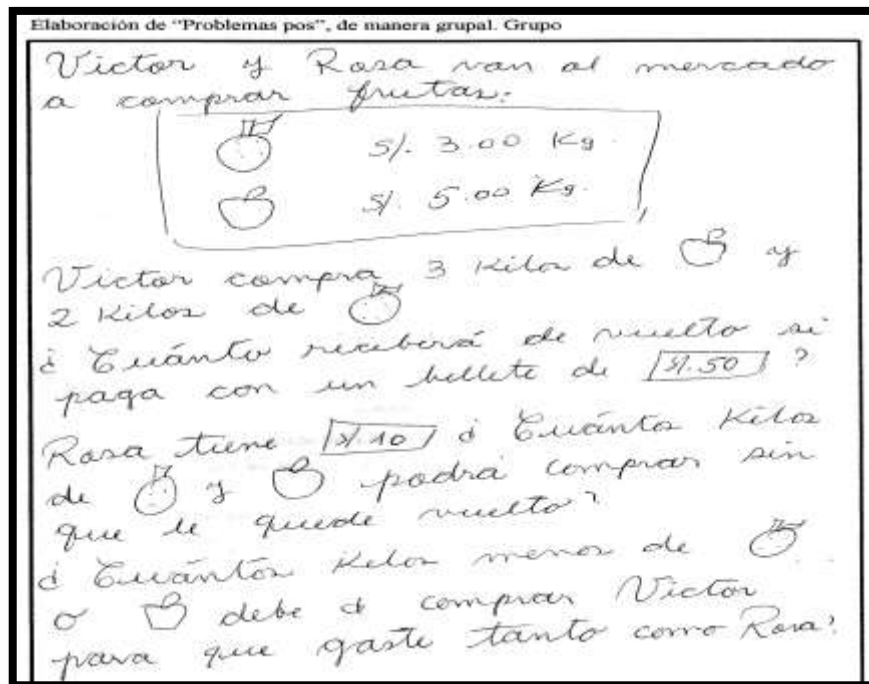 Elaboración de “Problemas pos”, de manera grupal. Grupo
Victor y Rosa van al mercado
a comprar frutas:
S/. 3.00 Kg.
S/. 5.00 Kg.
Victor compra 3 Kilos de y
2 Kilos de
¿Cuánto recibirá de vuelto si
paga con un billete de S/.50?
Rosa tiene S/.10 ¿Cuántos Kilos
de y podrá comprar sin
que le quede vuelto?
¿Cuántos Kilos menos de
o debe comprar Victor
para que gaste tanto como Rosa?